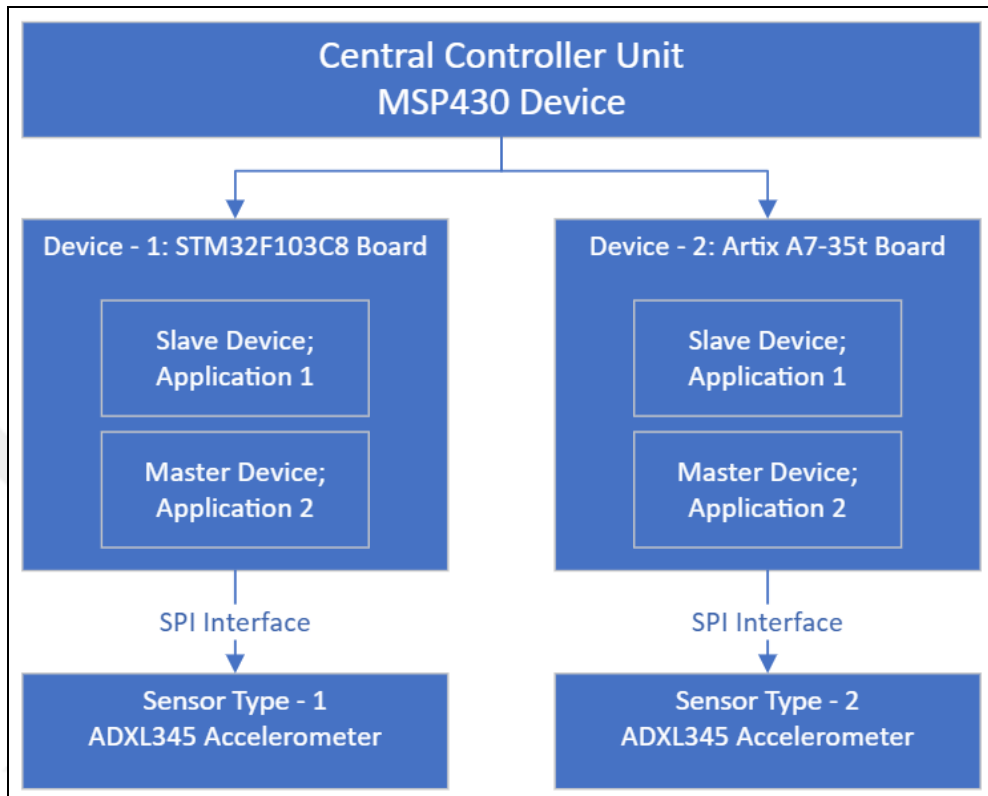 Central Controller Unit
MSP430 Device
Device - 1: STM32F103C8 Board
Slave Device;
Application 1
Master Device;
Application 2
SPI Interface
Sensor Type - 1
ADXL345 Accelerometer
Device - 2: Artix A7-35t Board
Slave Device;
Application 1
Master Device;
Application 2
SPI Interface
Sensor Type - 2
ADXL345 Accelerometer